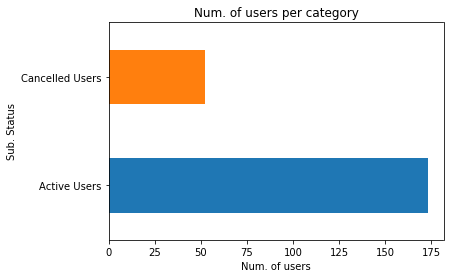 Num. of users per category
Sub. Status
Cancelled Users
Active Users
0 25 50 75 100 125 150 175
Num. of users